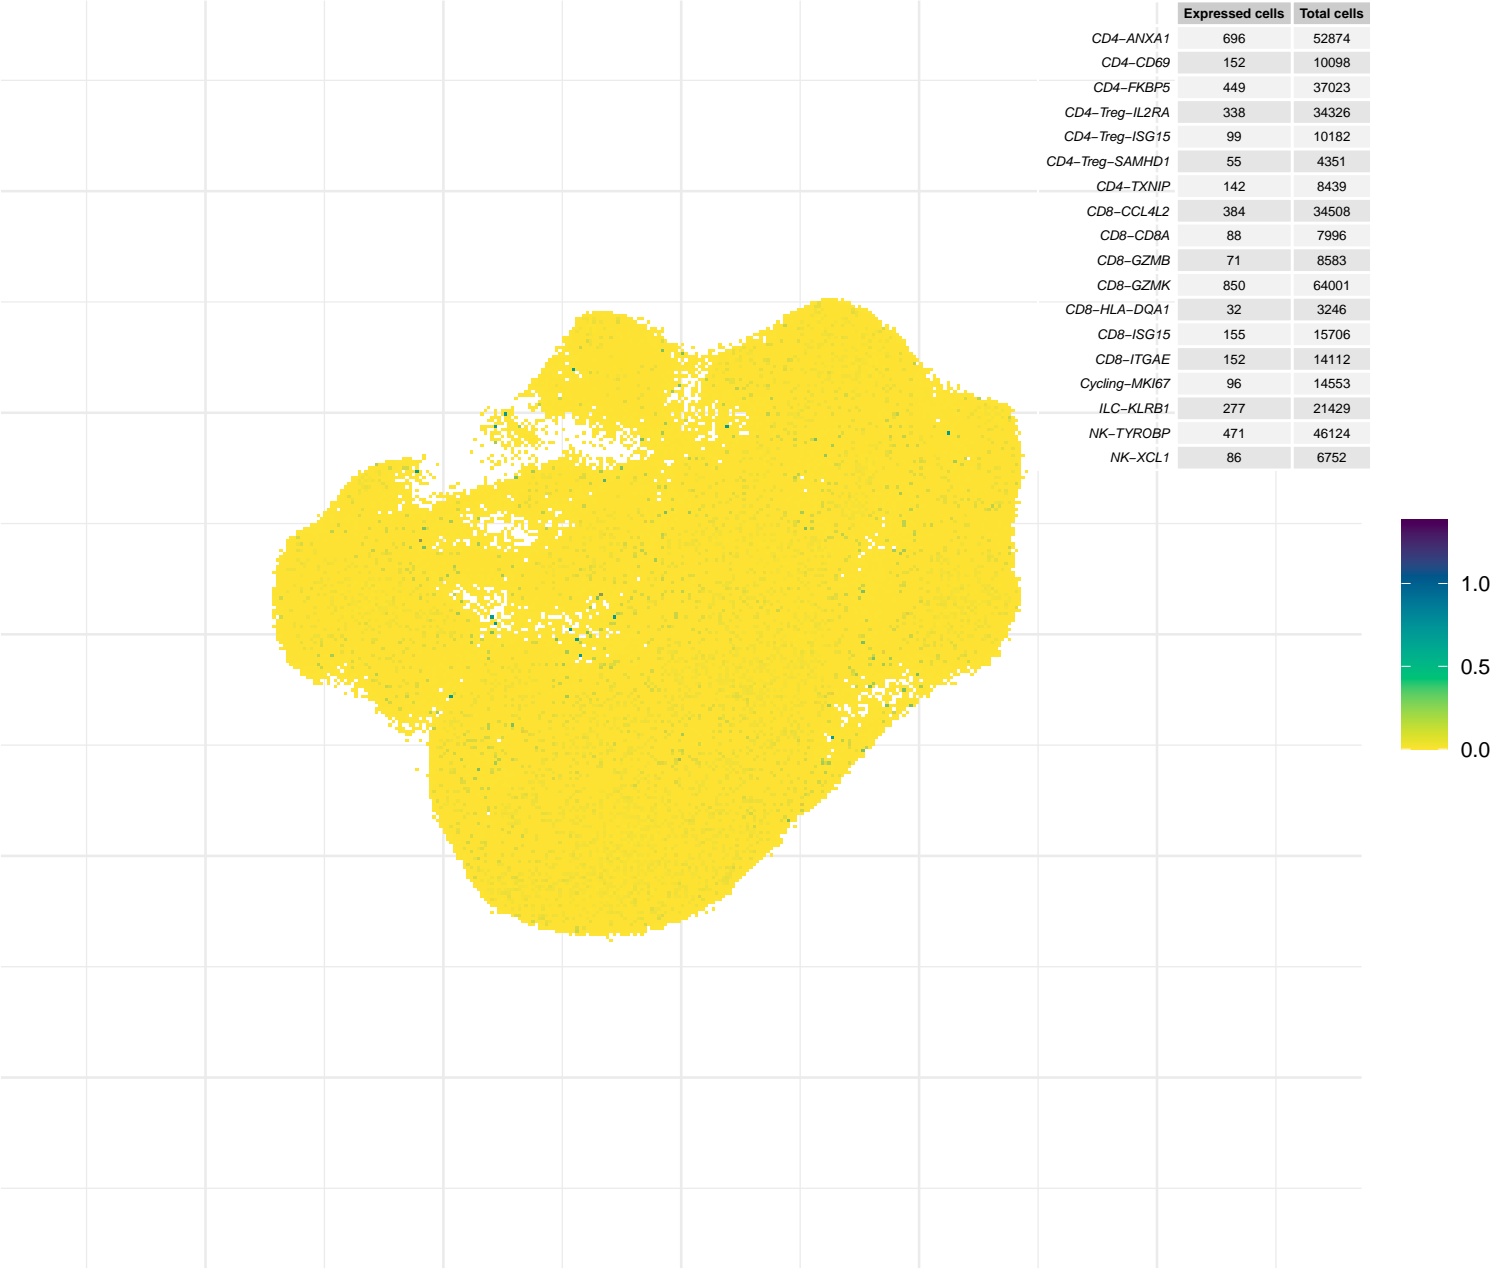 Expressed cells Total cells
CD4−ANXA1 696 52874
CD4−CD69 152 10098
CD4−FKBP5 449 37023
CD4−Treg−IL2RA 338 34326
CD4−Treg−ISG15 99 10182
CD4−Treg−SAMHD1 55 4351
CD4−TXNIP 142 8439
CD8−CCL4L2 384 34508
CD8−CD8A 88 7996
CD8−GZMB 71 8583
CD8−GZMK 850 64001
CD8−HLA−DQA1 32 3246
CD8−ISG15 155 15706
CD8−ITGAE 152 14112
Cycling−MKI67 96 14553
ILC−KLRB1 277 21429
NK−TYROBP 471 46124
NK−XCL1 86 6752
1.0
0.5
0.0